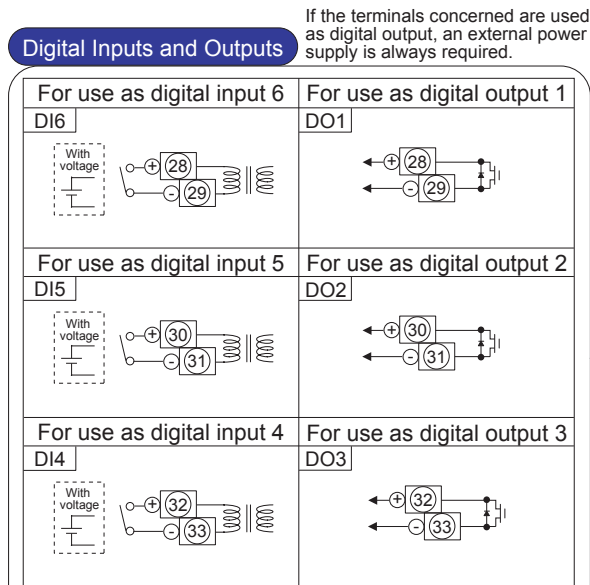 If the terminals concerned are used
as digital output, an external power
supply is always required.
Digital Inputs and Outputs
For use as digital input 6
For use as digital output 1
DI6
DO1
With
voltage
+ 28
- 29
+ 28
- 29
For use as digital input 5
For use as digital output 2
DI5
DO2
With
voltage
+ 30
- 31
+ 30
- 31
For use as digital input 4
For use as digital output 3
DI4
DO3
With
voltage
+ 32
- 33
+ 32
- 33